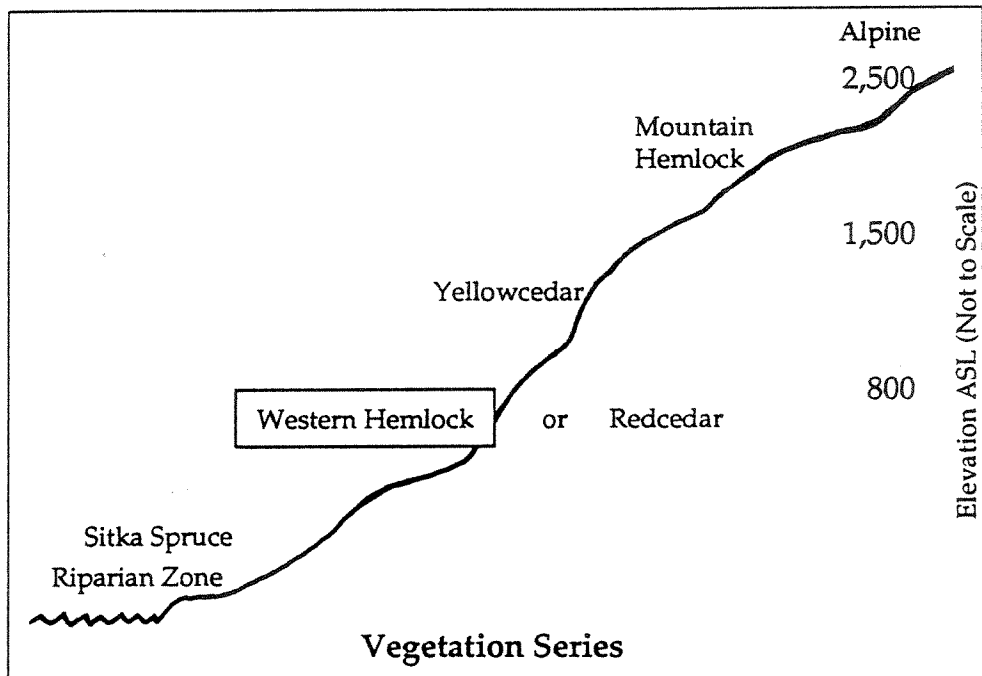 Alpine
2,500
Mountain
Hemlock
1,500
Yellowcedar
800
Western Hemlock or Redcedar
Sitka Spruce
Riparian Zone
Vegetation Series
Elevation ASL (Not to Scale)